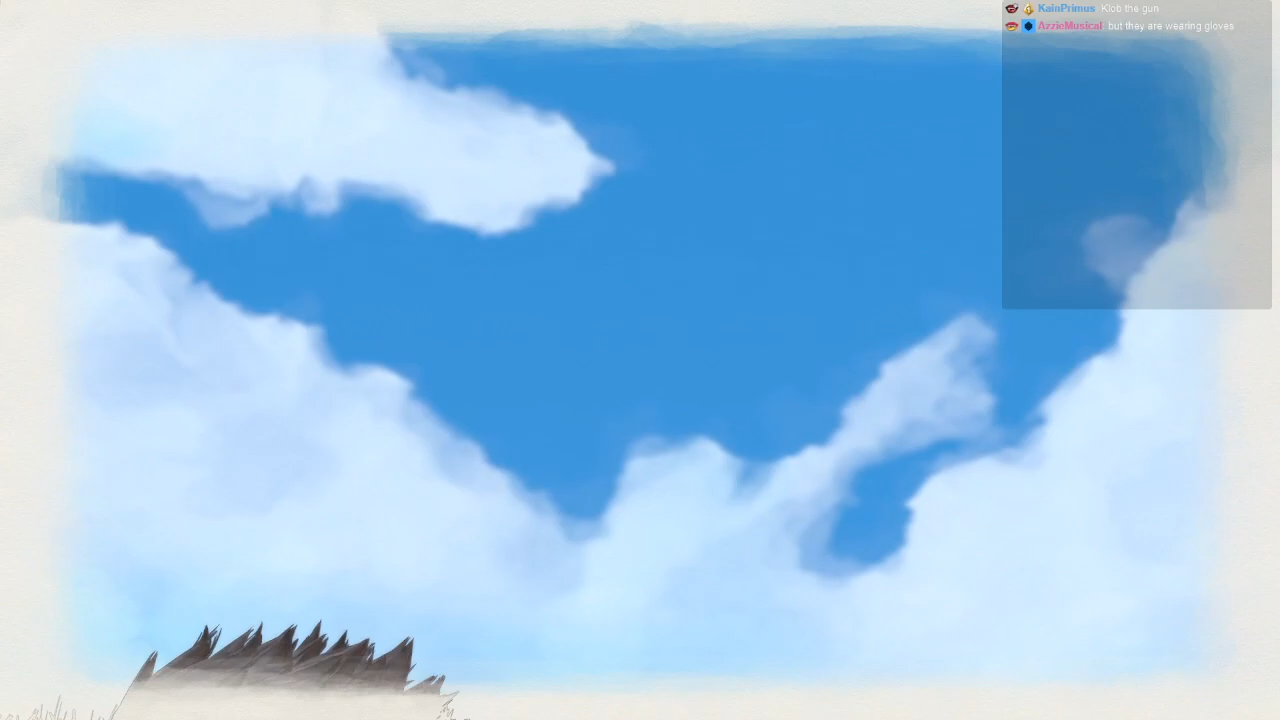 KainPrimus Klob the gun
AzzieMusical but they are wearing gloves